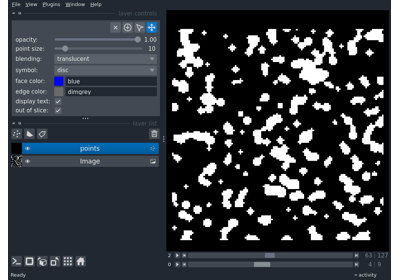 File View Plugins Window Help
layer controls
opacity: 1.00
point size: 10
blending: translucent
symbol: disc
face color: blue
edge color: dimgrey
display text: ✓
out of slice: ✓
layer list
points
Image
2 63 127
0 4 9
Ready
activity